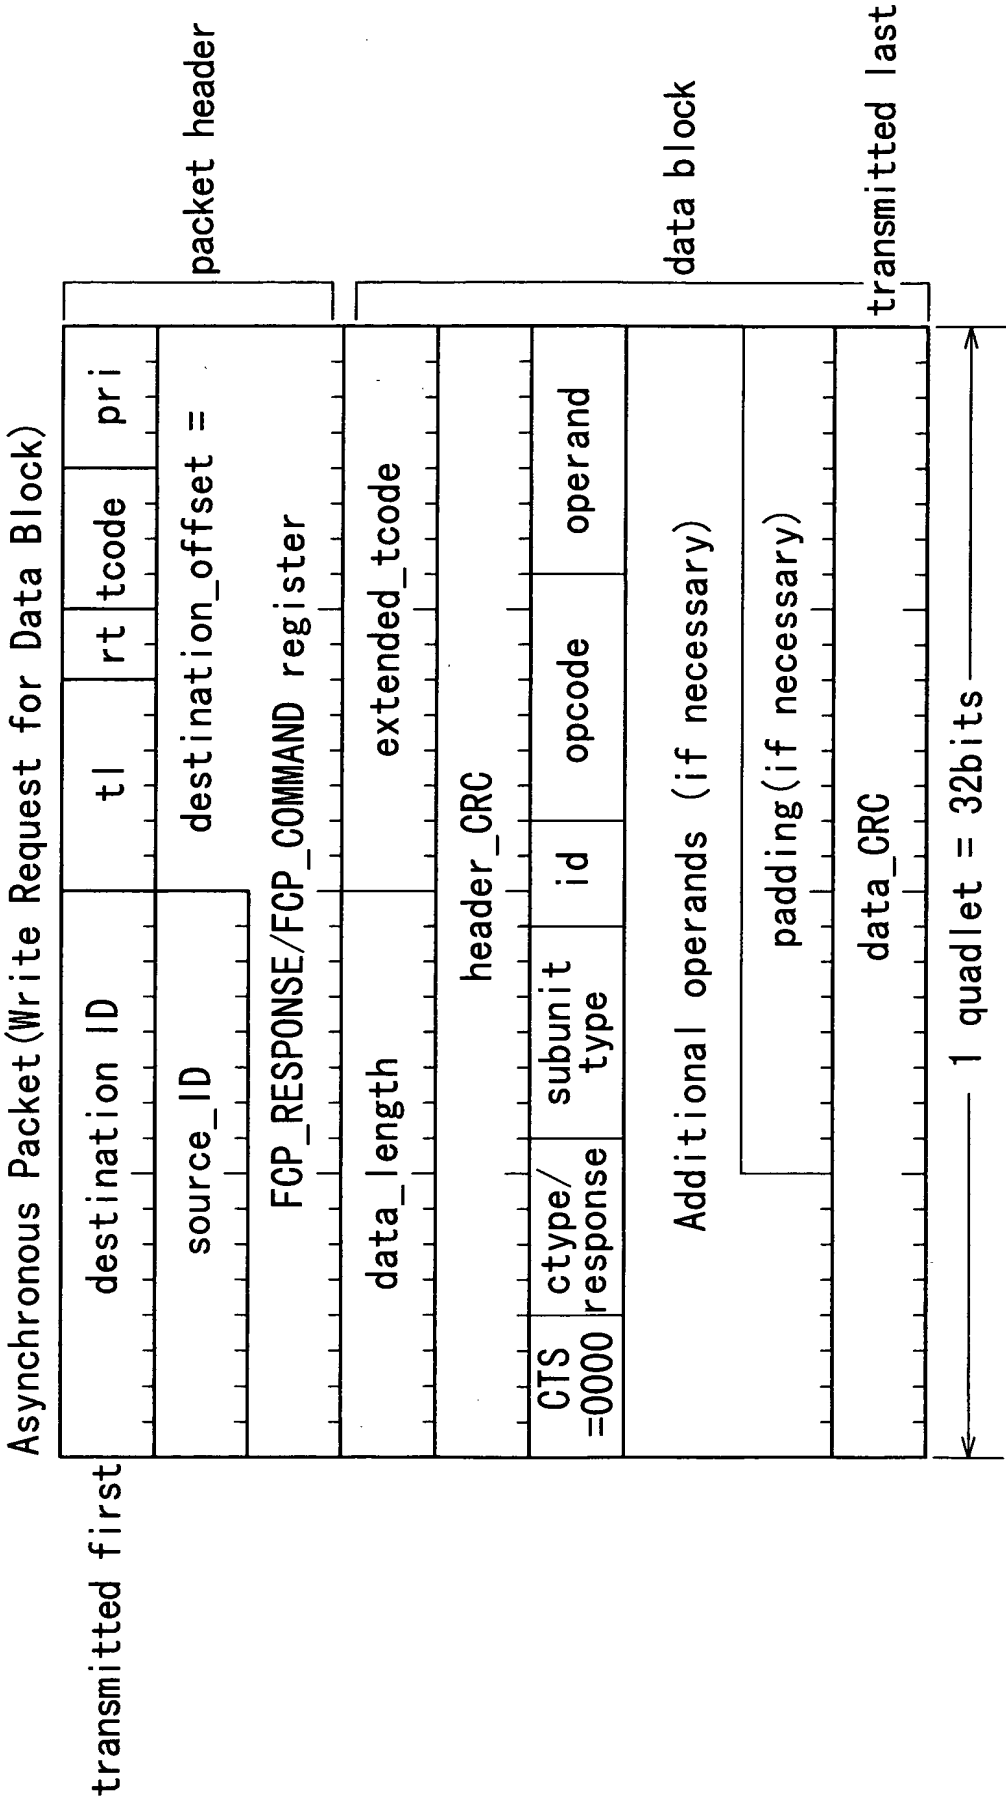 Asynchronous Packet(Write Request for Data Block)
transmitted first
destination ID
tl
rt
tcode
pri
source_ID
destination_offset =
FCP_RESPONSE/FCP_COMMAND register
packet header
data_length
extended_tcode
header_CRC
CTS
=0000
ctype/
response
subunit
type
id
opcode
operand
Additional operands (if necessary)
padding(if necessary)
data_CRC
data block
transmitted last
1 quadlet = 32bits